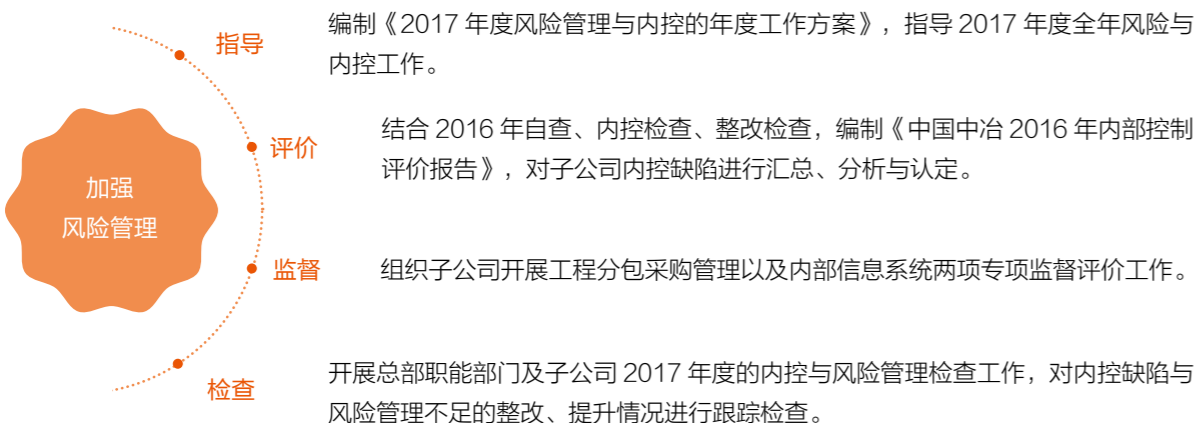 加强
风险管理
指导
编制《2017 年度风险管理与内控的年度工作方案》，指导 2017 年度全年风险与
内控工作。
评价
结合 2016 年自查、内控检查、整改检查，编制《中国中冶 2016 年内部控制
评价报告》，对子公司内控缺陷进行汇总、分析与认定。
监督
组织子公司开展工程分包采购管理以及内部信息系统两项专项监督评价工作。
检查
开展总部职能部门及子公司 2017 年度的内控与风险管理检查工作，对内控缺陷与
风险管理不足的整改、提升情况进行跟踪检查。